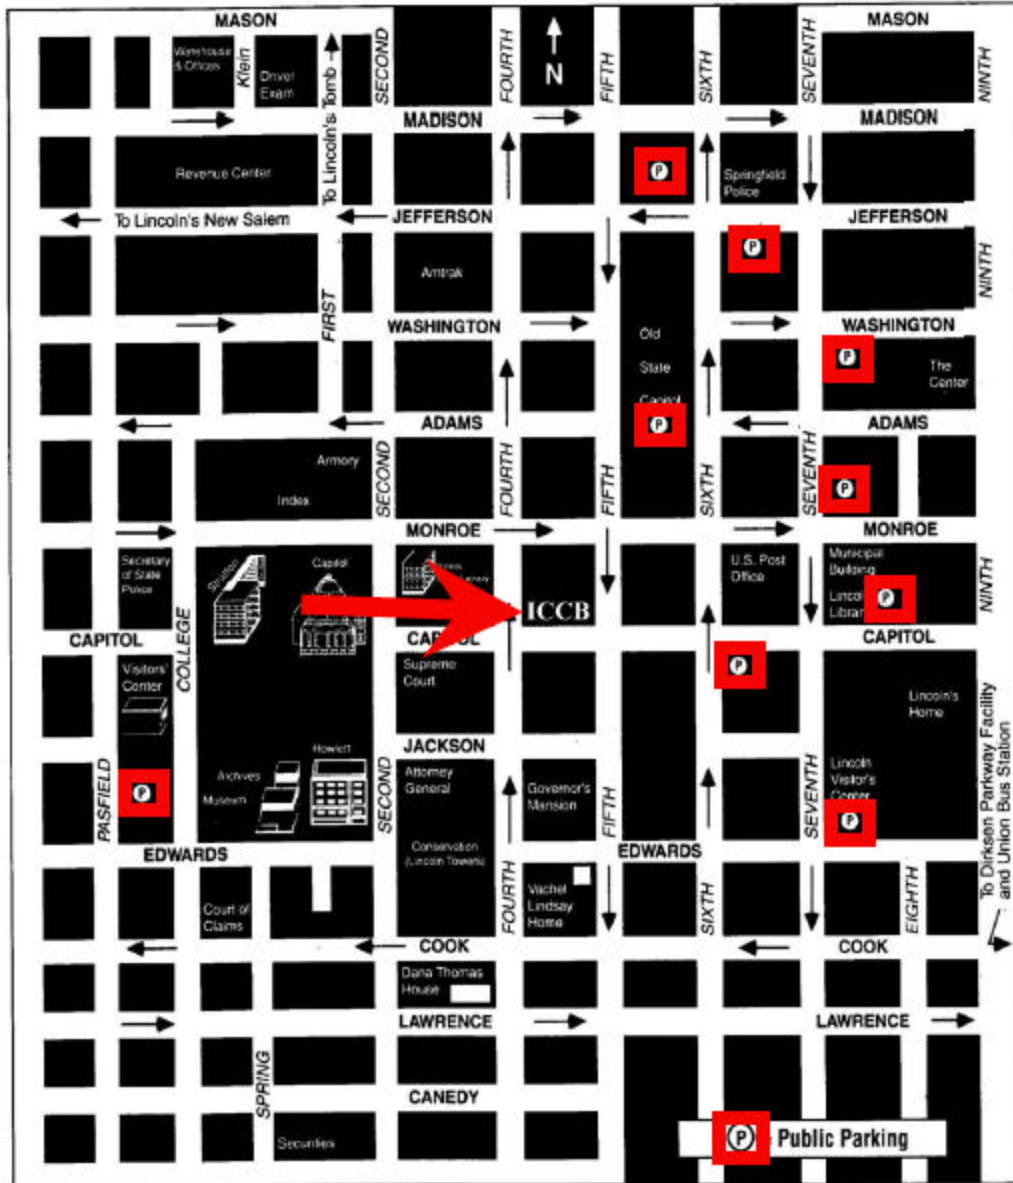 MASON
MASON
Warehouse
& Offices
Klein
Driver
Exam
To Lincoln's Tomb
SECOND
FOURTH
N
FIFTH
SIXTH
SEVENTH
NINTH
MADISON
MADISON
Revenue Center
P
Springfield
Police
To Lincoln's New Salem
JEFFERSON
JEFFERSON
P
Amtrak
NINTH
FIRST
WASHINGTON
WASHINGTON
Old
State
Capitol
P
P
The
Center
ADAMS
ADAMS
Armory
Index
SECOND
FOURTH
FIFTH
SIXTH
SEVENTH
P
MONROE
MONROE
Secretary
of State
Police
Stratton
Capitol
ICCB
U.S. Post
Office
Municipal
Building
Lincoln
Library
P
NINTH
CAPITOL
CAPITOL
CAPITOL
COLLEGE
Visitors'
Center
Supreme
Court
P
Lincoln's
Home
To Dirksen Parkway Facility
and Union Bus Station
JACKSON
PASFIELD
P
Archives
Museum
Howlett
SECOND
Attorney
General
Governor's
Mansion
FIFTH
SIXTH
SEVENTH
Lincoln
Visitor's
Center
P
EDWARDS
EDWARDS
Conservation
(Lincoln Towers)
Court of
Claims
FOURTH
Vachel
Lindsay
Home
EIGHTH
COOK
COOK
Dana Thomas
House
LAWRENCE
LAWRENCE
SPRING
CANEDY
Securities
P Public Parking